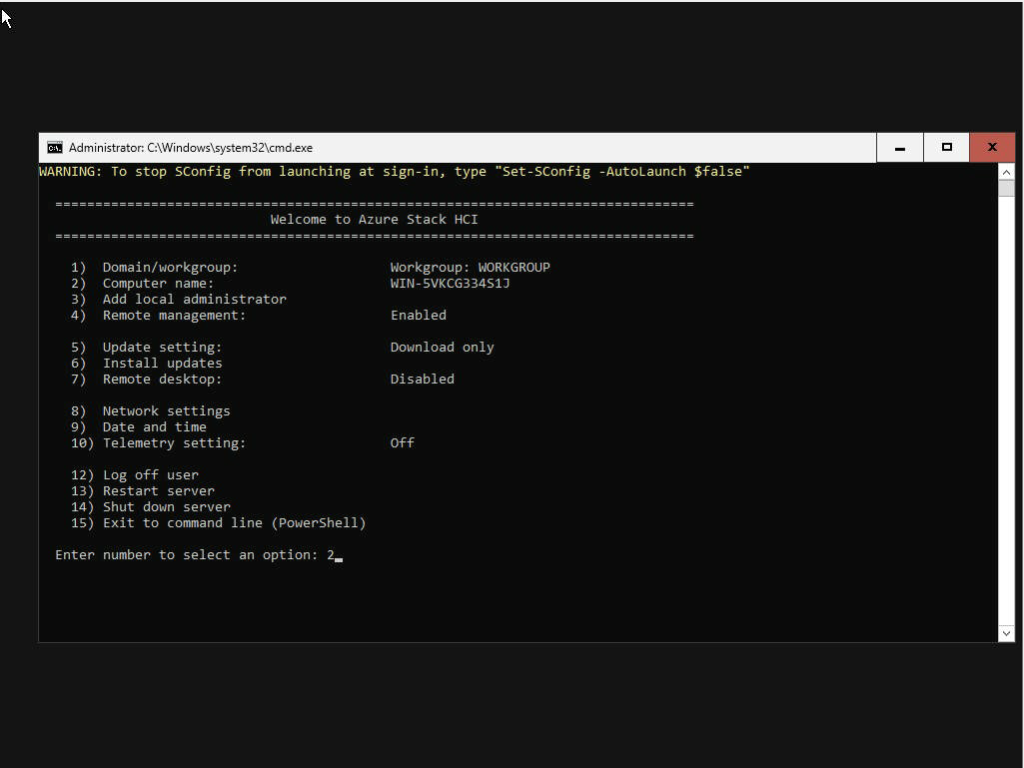 Administrator: C:\Windows\system32\cmd.exe
WARNING: To stop SConfig from launching at sign-in, type "Set-SConfig -AutoLaunch $false"
================================================================================
Welcome to Azure Stack HCI
================================================================================
1) Domain/workgroup: Workgroup: WORKGROUP
2) Computer name: WIN-5VKCG334S1J
3) Add local administrator
4) Remote management: Enabled
5) Update setting: Download only
6) Install updates
7) Remote desktop: Disabled
8) Network settings
9) Date and time
10) Telemetry setting: Off
12) Log off user
13) Restart server
14) Shut down server
15) Exit to command line (PowerShell)
Enter number to select an option: 2_